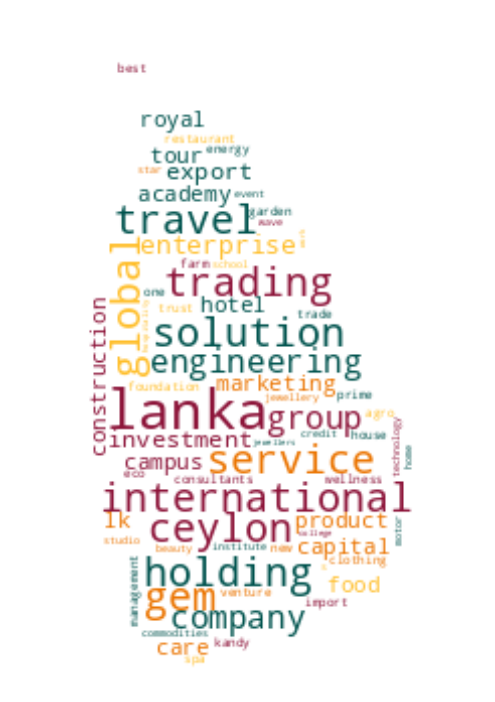 best
royal
restaurant
tour energy
star export
academy event
travel garden
wave
enterprise
global
farm school
trading
one hotel
trust trade
construction
solution
engineering
marketing
foundation
jewellery prime
lanka group agro
credit house
investment jewellers
technology
home
campus service
eco consultants wellness
international
lk ceylon product
college
motor
studio beauty institute new capital
clothing
management
holding
food
gem venture
import
company
commodities
care kandy
spa